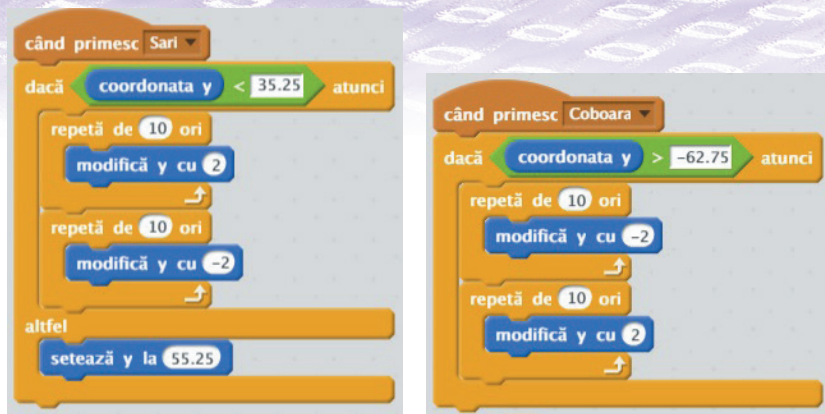 când primesc Sari
dacă coordonata y < 35.25 atunci
repetă de 10 ori
modifică y cu 2
repetă de 10 ori
modifică y cu -2
altfel
setează y la 55.25
când primesc Coboara
dacă coordonata y > -62.75 atunci
repetă de 10 ori
modifică y cu -2
repetă de 10 ori
modifică y cu 2